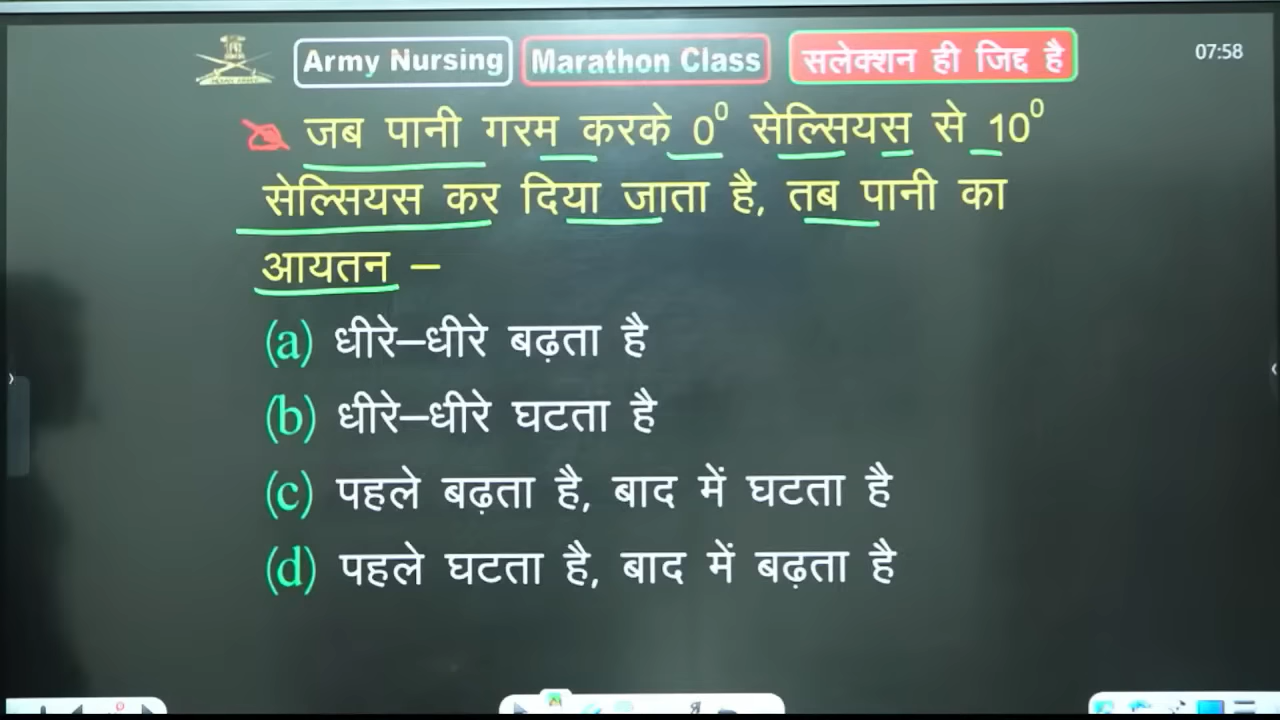 Army Nursing Marathon Class सलेक्शन ही जिद्द है 07:58
जब पानी गरम करके 0⁰ सेल्सियस से 10⁰
सेल्सियस कर दिया जाता है, तब पानी का
आयतन –
(a) धीरे–धीरे बढ़ता है
(b) धीरे–धीरे घटता है
(c) पहले बढ़ता है, बाद में घटता है
(d) पहले घटता है, बाद में बढ़ता है